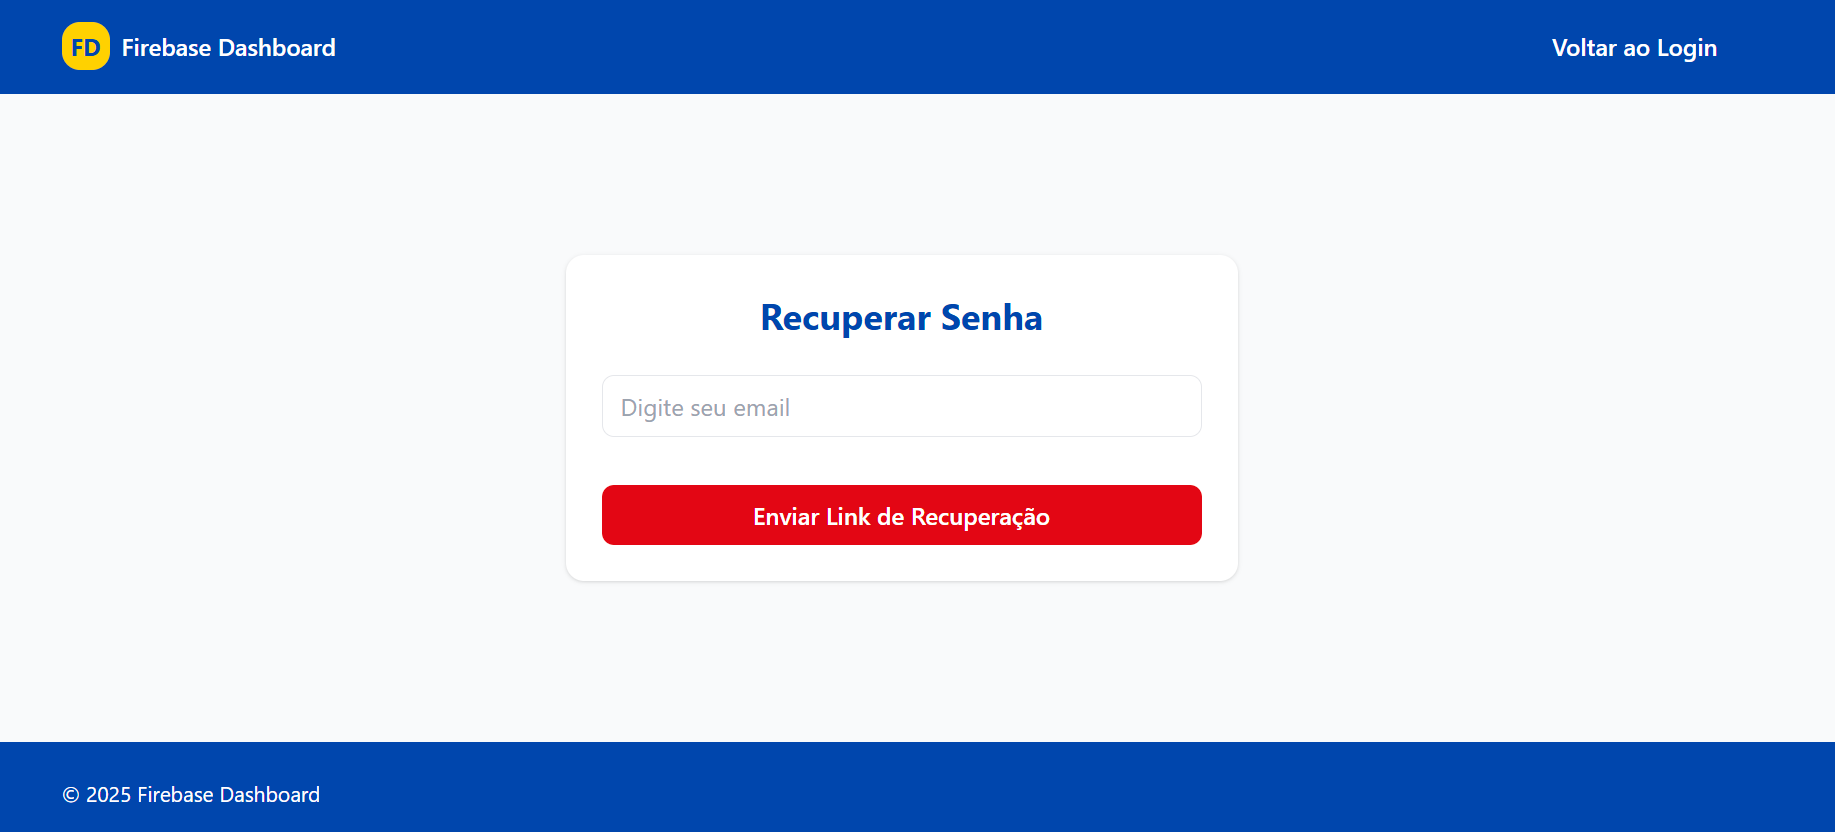 FD Firebase Dashboard Voltar ao Login
Recuperar Senha
Digite seu email
Enviar Link de Recuperação
© 2025 Firebase Dashboard